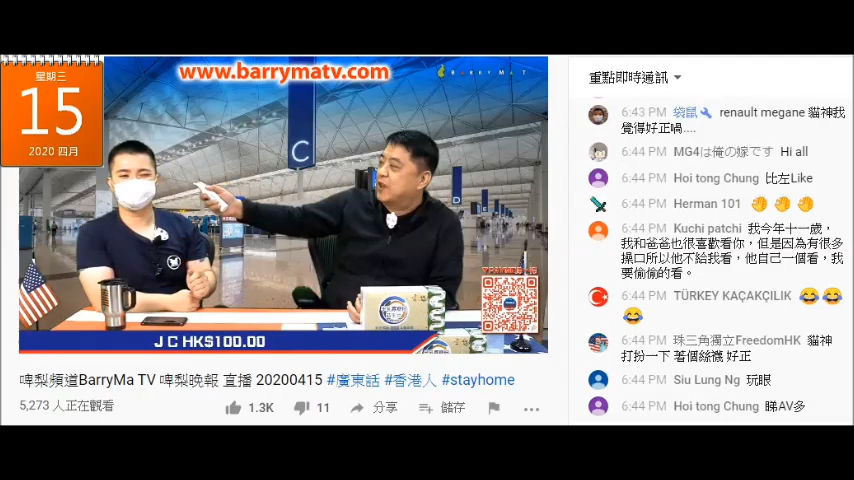 www.barrymatv.com
BARRY MAT
星期三
15
2020 四月
C
D
E
J C HK$100.00
啤梨頻道BarryMa TV 啤梨晚報 直播 20200415 #廣東話 #香港人 #stayhome
5,273 人正在觀看
1.3K
11
分享
儲存
重點即時通訊
6:43 PM 袋鼠 renault megane 貓神我
覺得好正喎....
6:44 PM MG4は俺の嫁です Hi all
6:44 PM Hoi tong Chung 比左Like
6:44 PM Herman 101 👏 👏 👏
6:44 PM Kuchi patchi 我今年十一歲，
我和爸爸也很喜歡看你，但是因為有很多
操口所以他不給我看，他自己一個看，我
要偷偷的看。
6:44 PM TÜRKEY KAÇAKÇILIK 😂 😂
😂
6:44 PM 珠三角獨立FreedomHK 貓神
打扮一下 著個絲襪 好正
6:44 PM Siu Lung Ng 玩眼
6:44 PM Hoi tong Chung 睇AV多